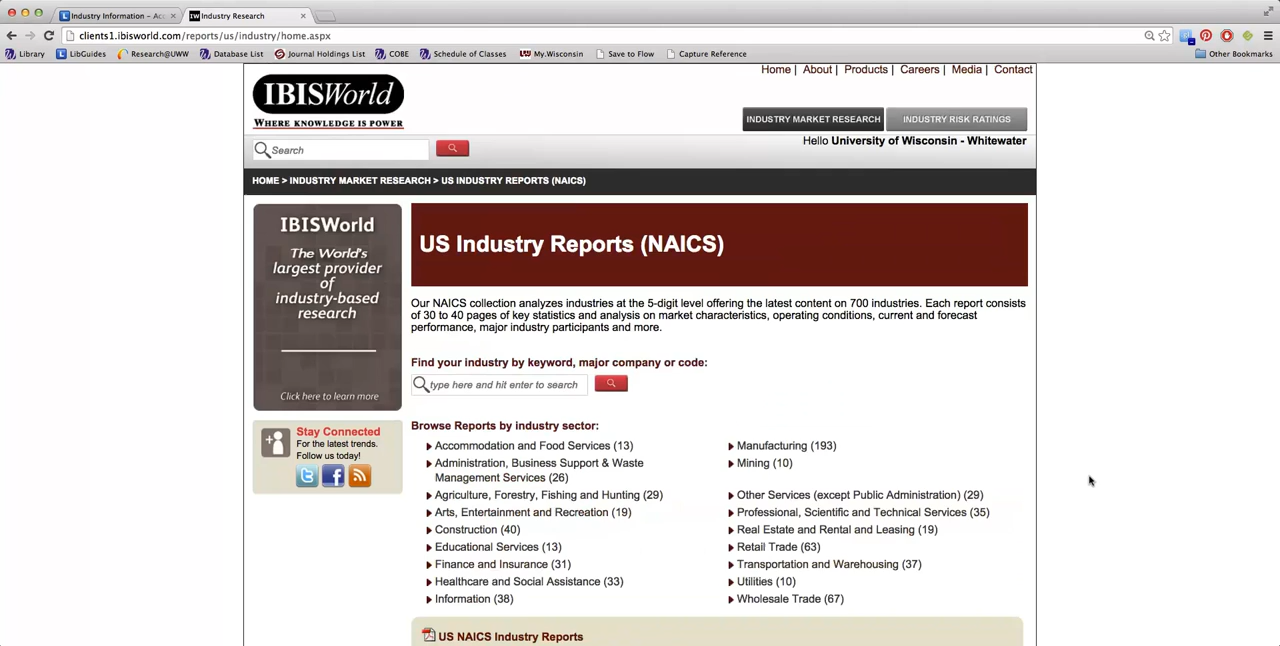 Industry Information – Acc
Industry Research
clients1.ibisworld.com/reports/us/industry/home.aspx
Library
LibGuides
Research@UWW
Database List
Journal Holdings List
COBE
Schedule of Classes
My.Wisconsin
Save to Flow
Capture Reference
Other Bookmarks
Home | About | Products | Careers | Media | Contact
IBISWorld
WHERE KNOWLEDGE IS POWER
INDUSTRY MARKET RESEARCH
INDUSTRY RISK RATINGS
Hello University of Wisconsin - Whitewater
Search
HOME > INDUSTRY MARKET RESEARCH > US INDUSTRY REPORTS (NAICS)
IBISWorld
The World's
largest provider
of
industry-based
research
Click here to learn more
Stay Connected
For the latest trends.
Follow us today!
US Industry Reports (NAICS)
Our NAICS collection analyzes industries at the 5-digit level offering the latest content on 700 industries. Each report consists
of 30 to 40 pages of key statistics and analysis on market characteristics, operating conditions, current and forecast
performance, major industry participants and more.
Find your industry by keyword, major company or code:
type here and hit enter to search
Browse Reports by industry sector:
Accommodation and Food Services (13)
Administration, Business Support & Waste
Management Services (26)
Agriculture, Forestry, Fishing and Hunting (29)
Arts, Entertainment and Recreation (19)
Construction (40)
Educational Services (13)
Finance and Insurance (31)
Healthcare and Social Assistance (33)
Information (38)
Manufacturing (193)
Mining (10)
Other Services (except Public Administration) (29)
Professional, Scientific and Technical Services (35)
Real Estate and Rental and Leasing (19)
Retail Trade (63)
Transportation and Warehousing (37)
Utilities (10)
Wholesale Trade (67)
US NAICS Industry Reports